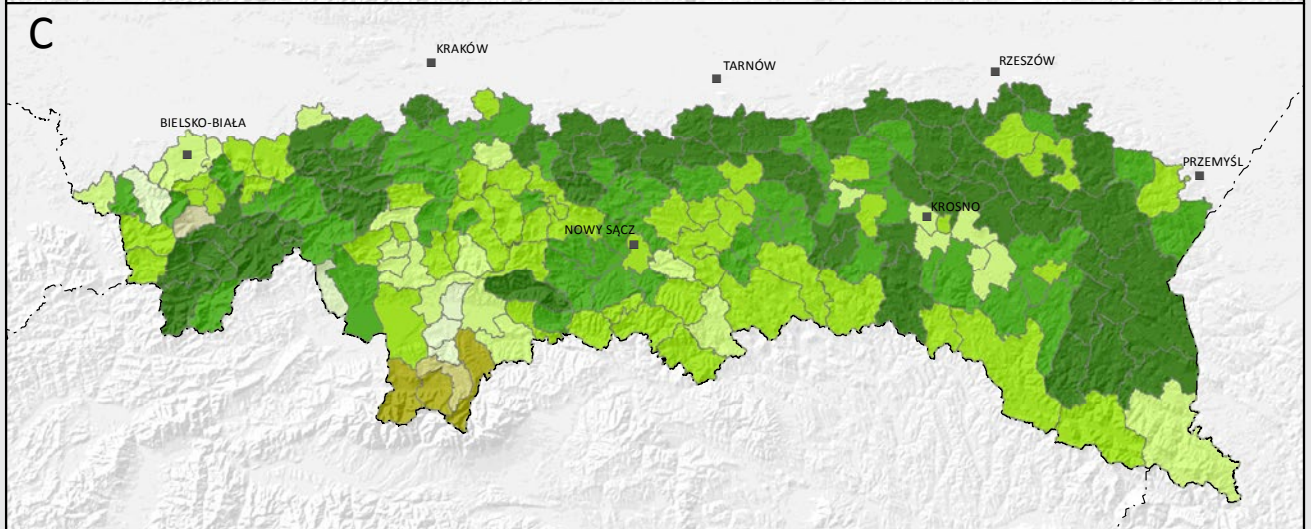 C
KRAKÓW
TARNÓW
RZESZÓW
BIELSKO-BIAŁA
PRZEMYŚL
KROSNO
NOWY SĄCZ